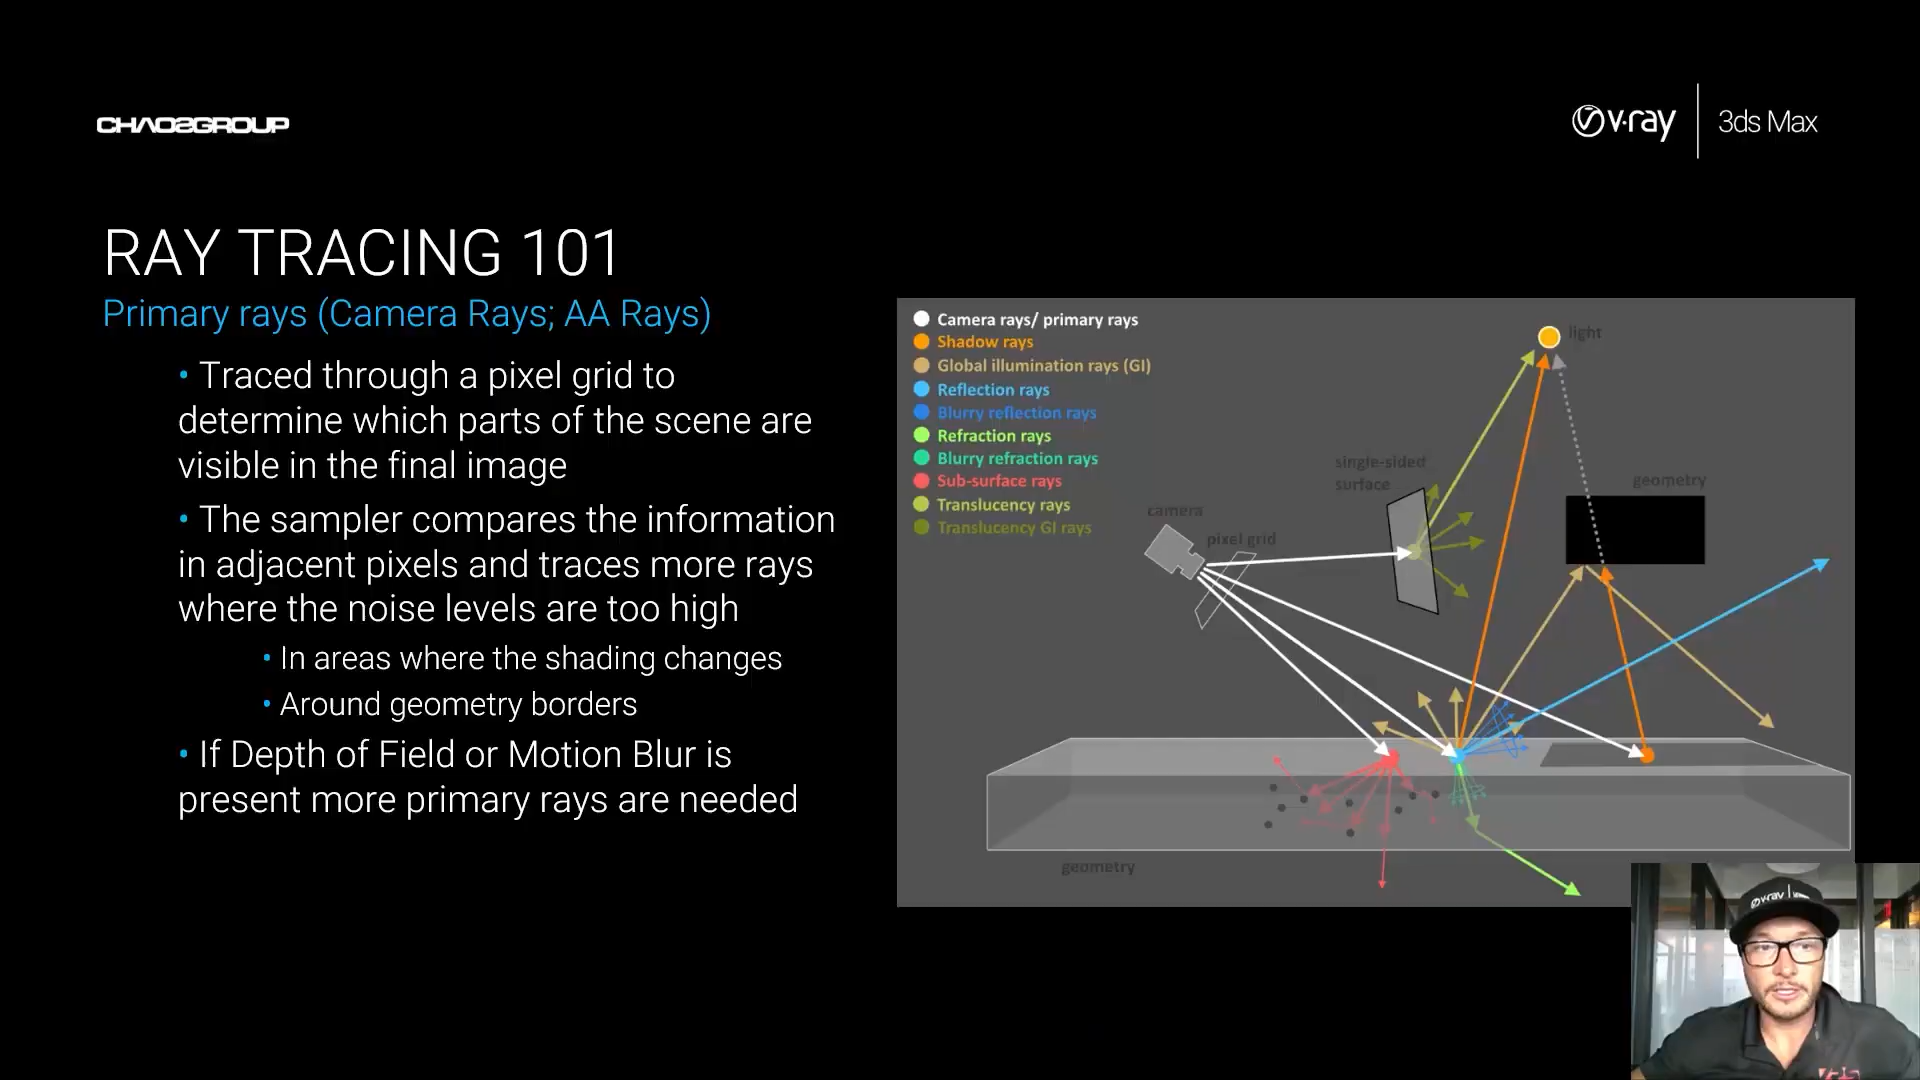 CHAOSGROUP
v·ray
3ds Max
RAY TRACING 101
Primary rays (Camera Rays; AA Rays)
• Traced through a pixel grid to
determine which parts of the scene are
visible in the final image
• The sampler compares the information
in adjacent pixels and traces more rays
where the noise levels are too high
• In areas where the shading changes
• Around geometry borders
• If Depth of Field or Motion Blur is
present more primary rays are needed
Camera rays/ primary rays
Shadow rays
Global illumination rays (GI)
Reflection rays
Blurry reflection rays
Refraction rays
Blurry refraction rays
Sub-surface rays
Translucency rays
Translucency GI rays
light
single-sided
surface
geometry
camera
pixel grid
geometry
v·ray